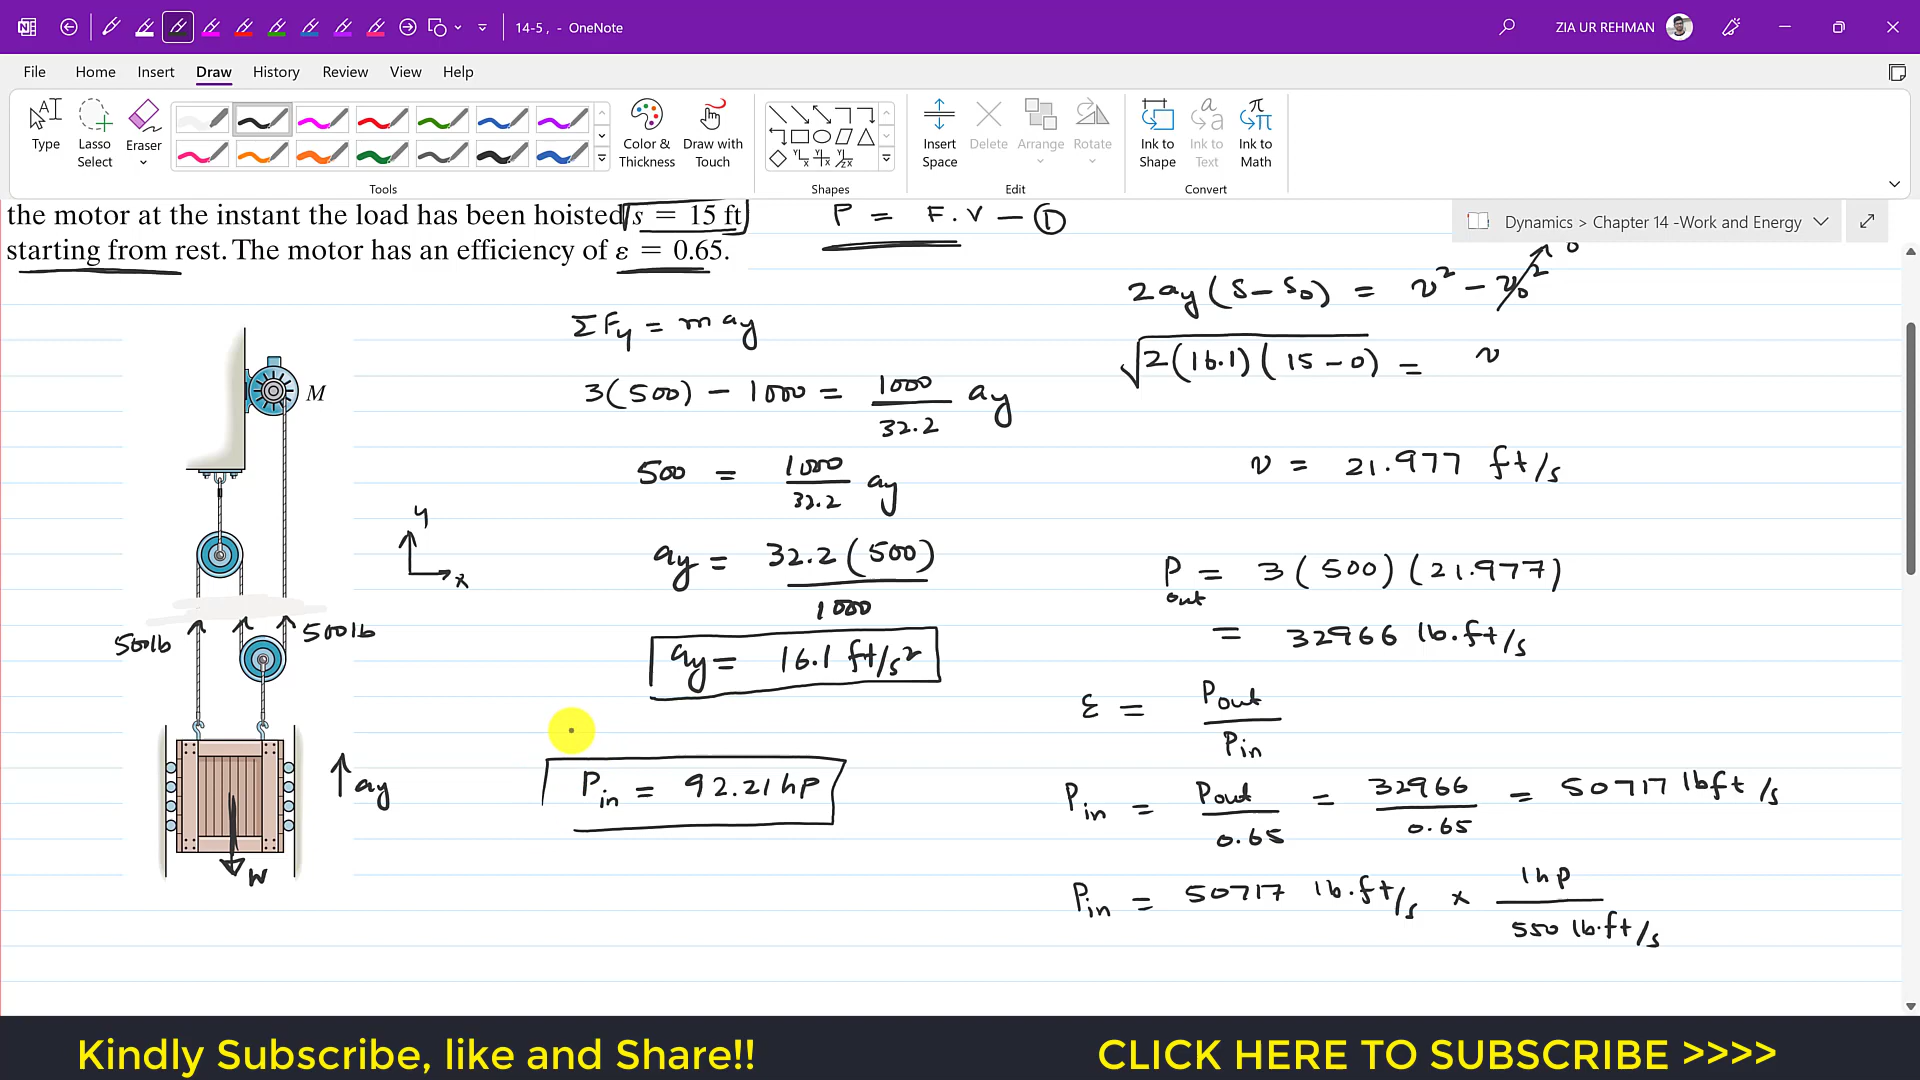 14-5 , - OneNote
ZIA UR REHMAN
File Home Insert Draw History Review View Help
Type
Lasso Select
Eraser
Color & Thickness
Draw with Touch
Insert Space
Delete
Arrange
Rotate
Ink to Shape
Ink to Text
Ink to Math
Tools
Shapes
Edit
Convert
Dynamics > Chapter 14 -Work and Energy
the motor at the instant the load has been hoisted s = 15 ft
starting from rest. The motor has an efficiency of ε = 0.65.
P = F.V — ①
M
500lb
500lb
y
x
ay
W
ΣFy = m ay
3(500) - 1000 = 1000/32.2 ay
500 = 1000/32.2 ay
ay = 32.2(500)/1000
ay = 16.1 ft/s²
Pin = 92.21hp
2ay(S-So) = v² - vo² 0
√2(16.1)(15-0) = v
v = 21.977 ft/s
Pout = 3(500)(21.977)
= 32966 lb.ft/s
ε = Pout/Pin
Pin = Pout/0.65 = 32966/0.65 = 50717 lbft/s
Pin = 50717 lb.ft/s × 1hp/550 lb.ft/s
Kindly Subscribe, like and Share!!
CLICK HERE TO SUBSCRIBE >>>>